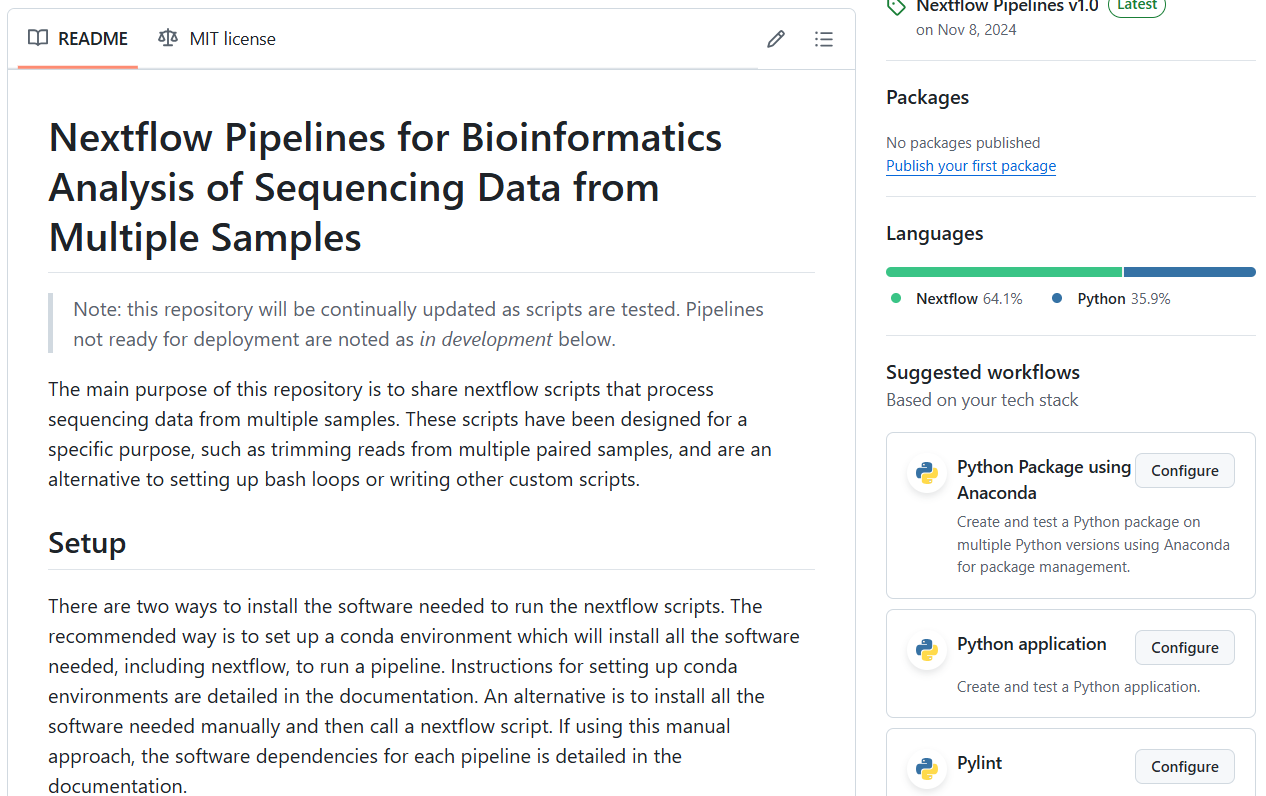 README
MIT license
Nextflow Pipelines for Bioinformatics
Analysis of Sequencing Data from
Multiple Samples
Note: this repository will be continually updated as scripts are tested. Pipelines
not ready for deployment are noted as in development below.
The main purpose of this repository is to share nextflow scripts that process
sequencing data from multiple samples. These scripts have been designed for a
specific purpose, such as trimming reads from multiple paired samples, and are an
alternative to setting up bash loops or writing other custom scripts.
Setup
There are two ways to install the software needed to run the nextflow scripts. The
recommended way is to set up a conda environment which will install all the software
needed, including nextflow, to run a pipeline. Instructions for setting up conda
environments are detailed in the documentation. An alternative is to install all the
software needed manually and then call a nextflow script. If using this manual
approach, the software dependencies for each pipeline is detailed in the
documentation.
Nextflow Pipelines v1.0 Latest
on Nov 8, 2024
Packages
No packages published
Publish your first package
Languages
Nextflow 64.1% Python 35.9%
Suggested workflows
Based on your tech stack
Python Package using
Anaconda
Configure
Create and test a Python package on
multiple Python versions using Anaconda
for package management.
Python application
Configure
Create and test a Python application.
Pylint
Configure